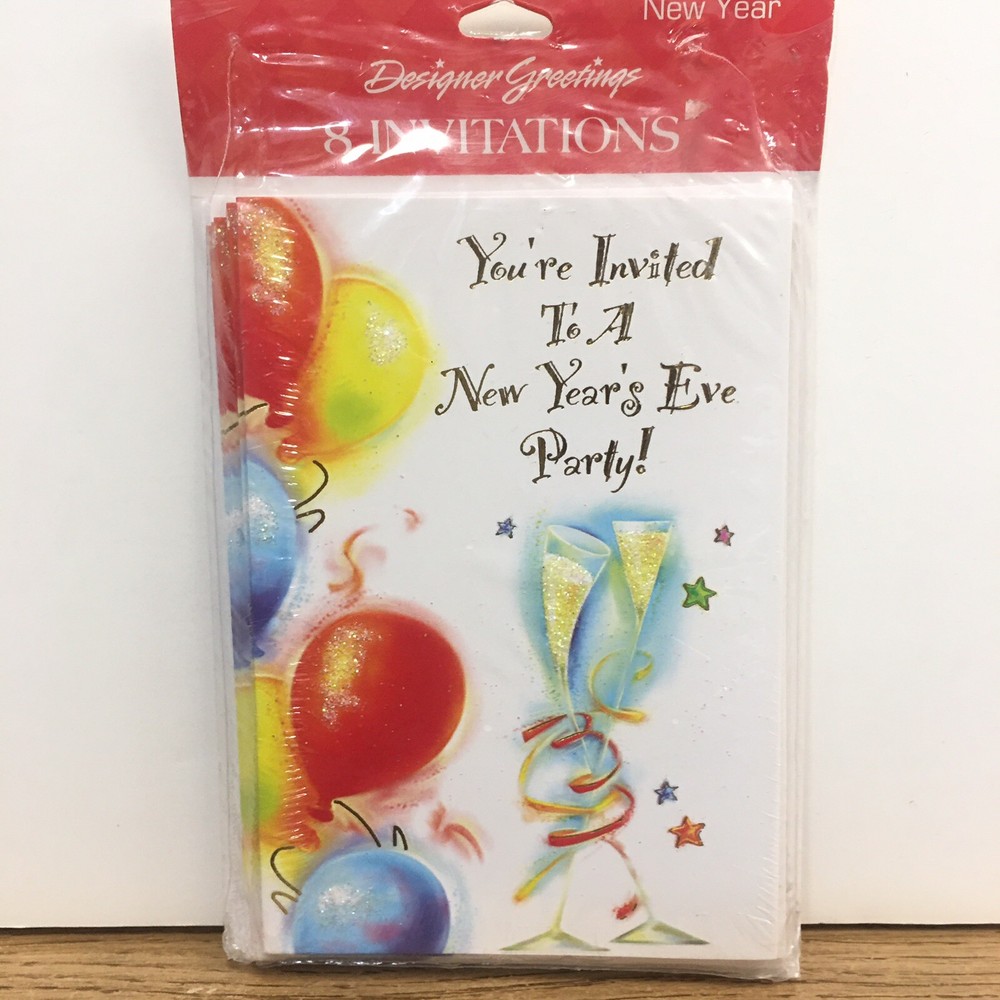 New Year
Designer Greetings
8 INVITATIONS
You're Invited
To A
New Year's Eve
Party!